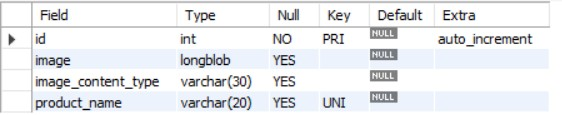 Field Type Null Key Default Extra
id int NO PRI NULL auto_increment
image longblob YES NULL
image_content_type varchar(30) YES NULL
product_name varchar(20) YES UNI NULL